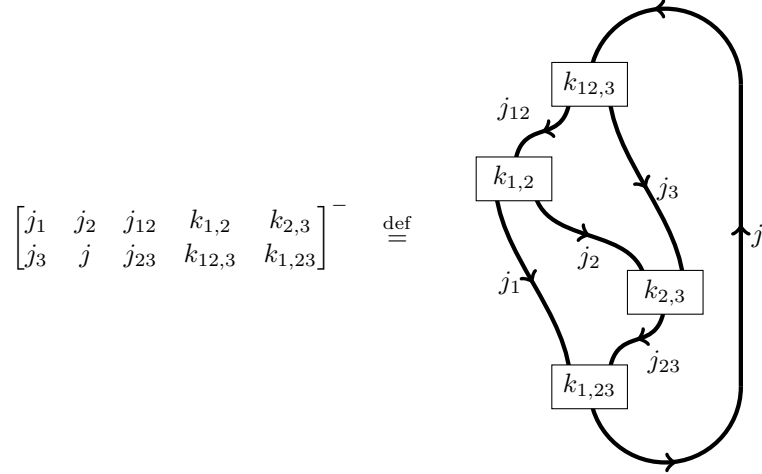 [j₁ j₂ j₁₂ k₁,₂ k₂,₃]⁻ def
[j₃ j j₂₃ k₁₂,₃ k₁,₂₃] =
k₁₂,₃
j₁₂
k₁,₂
j₃
j
j₂
j₁
k₂,₃
j₂₃
k₁,₂₃